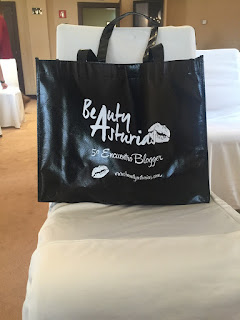 BeAuty
Asturias
5º Encuentro Blogger
www.beautyasturias.com